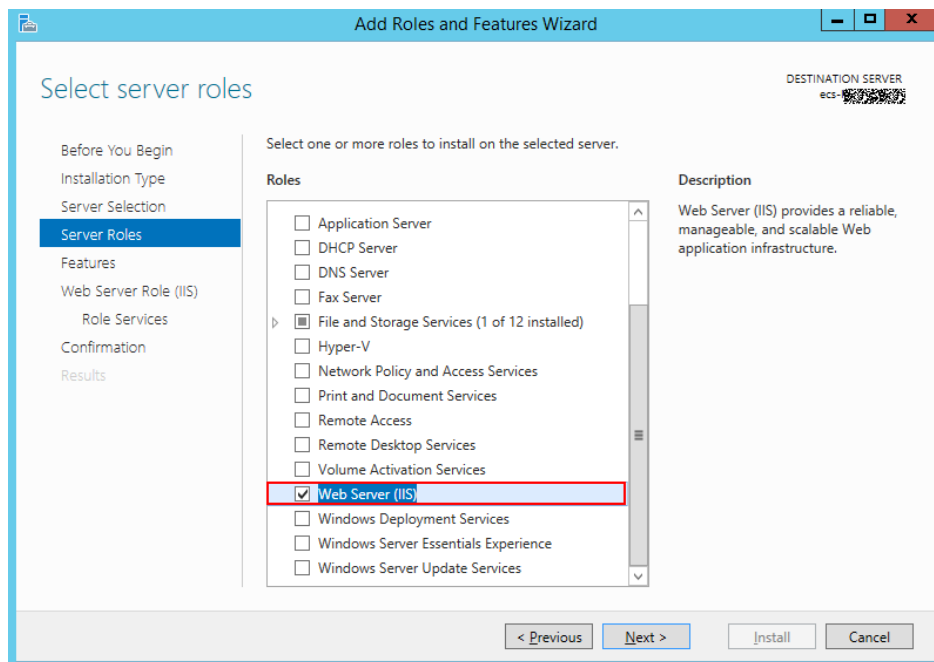 Add Roles and Features Wizard
Select server roles
DESTINATION SERVER
ecs-
Before You Begin
Installation Type
Server Selection
Server Roles
Features
Web Server Role (IIS)
Role Services
Confirmation
Results
Select one or more roles to install on the selected server.
Roles
Application Server
DHCP Server
DNS Server
Fax Server
File and Storage Services (1 of 12 installed)
Hyper-V
Network Policy and Access Services
Print and Document Services
Remote Access
Remote Desktop Services
Volume Activation Services
Web Server (IIS)
Windows Deployment Services
Windows Server Essentials Experience
Windows Server Update Services
Description
Web Server (IIS) provides a reliable,
manageable, and scalable Web
application infrastructure.
< Previous
Next >
Install
Cancel